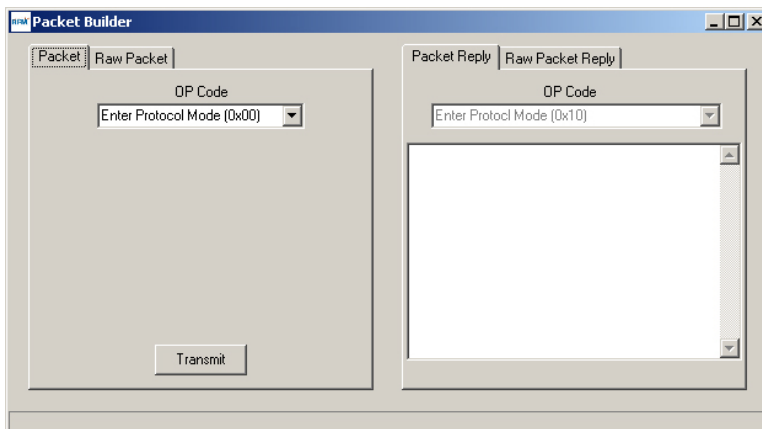 Packet Builder
Packet
Raw Packet
OP Code
Enter Protocol Mode (0x00)
Transmit
Packet Reply
Raw Packet Reply
OP Code
Enter Protocl Mode (0x10)